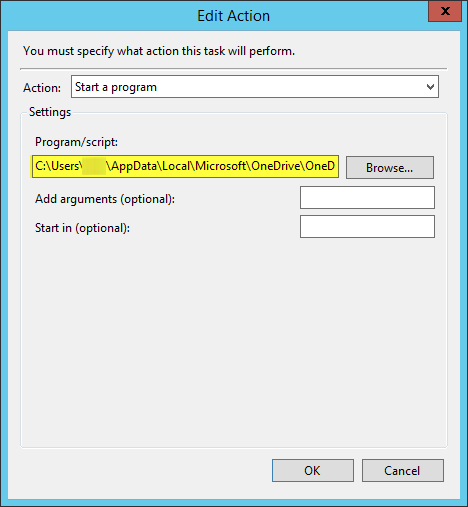 Edit Action
x
You must specify what action this task will perform.
Action: Start a program
Settings
Program/script:
C:\Users\ \AppData\Local\Microsoft\OneDrive\OneD Browse...
Add arguments (optional):
Start in (optional):
OK Cancel